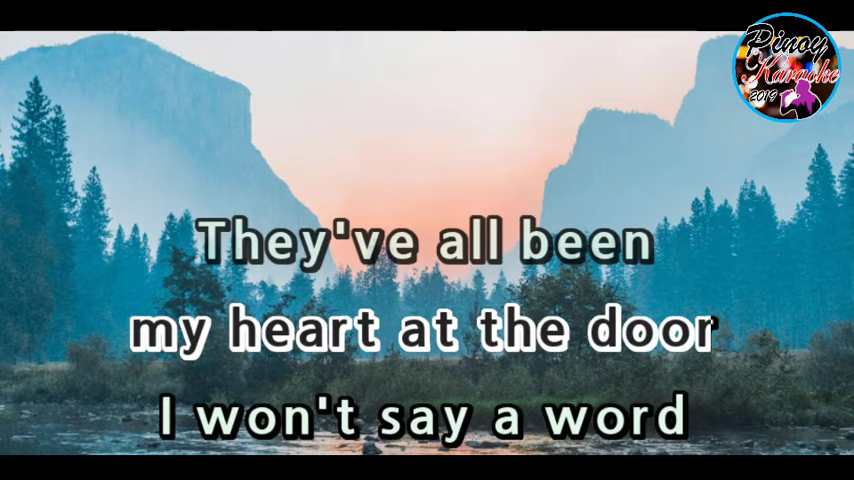 Pinoy
Karaoke
2019
They've all been
my heart at the door
I won't say a word